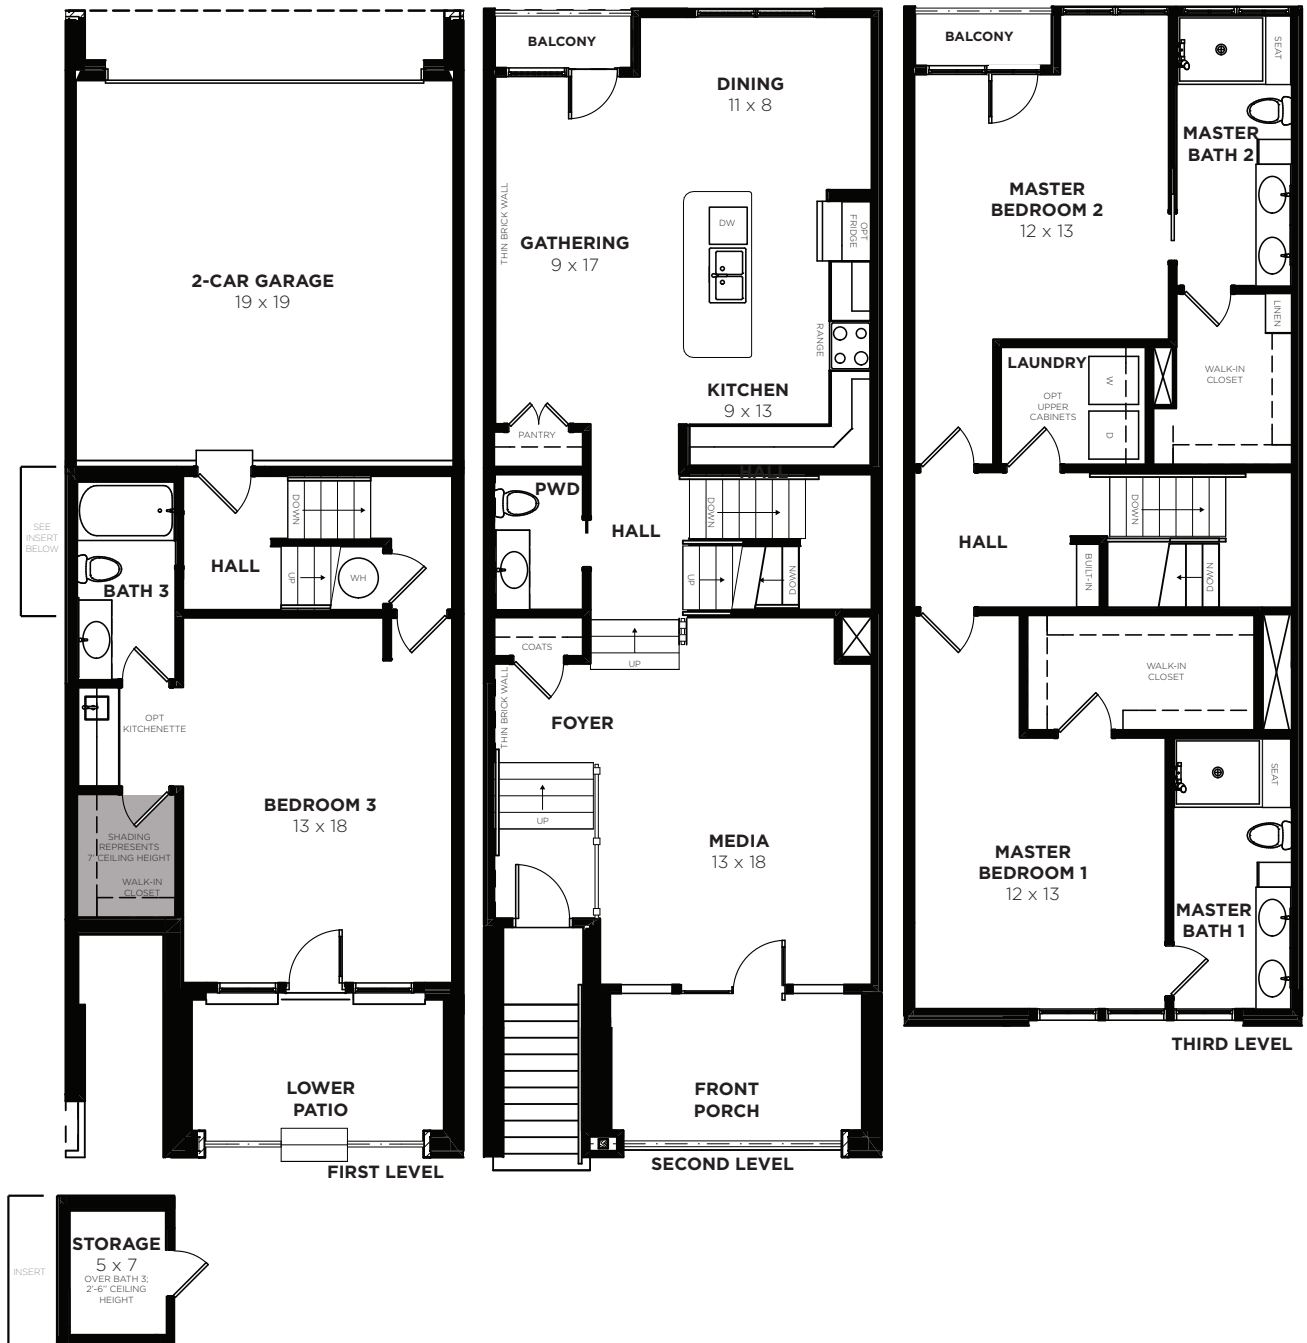 2-CAR GARAGE
19 x 19
SEE
INSERT
BELOW
DOWN
HALL
UP
WH
BATH 3
OPT
KITCHENETTE
BEDROOM 3
13 x 18
SHADING
REPRESENTS
7' CEILING HEIGHT
WALK-IN
CLOSET
LOWER
PATIO
FIRST LEVEL
INSERT
STORAGE
5 x 7
OVER BATH 3;
2'-6" CEILING
HEIGHT
BALCONY
DINING
11 x 8
THIN BRICK WALL
GATHERING
9 x 17
DW
OPT
FRIDGE
RANGE
KITCHEN
9 x 13
PANTRY
HALL
PWD
DOWN
HALL
UP
DOWN
COATS
UP
THIN BRICK WALL
FOYER
UP
MEDIA
13 x 18
FRONT
PORCH
SECOND LEVEL
BALCONY
SEAT
MASTER
BATH 2
MASTER
BEDROOM 2
12 x 13
LINEN
WALK-IN
CLOSET
LAUNDRY
OPT
UPPER
CABINETS
W
D
DOWN
HALL
BUILT-IN
DOWN
WALK-IN
CLOSET
SEAT
MASTER
BEDROOM 1
12 x 13
MASTER
BATH 1
THIRD LEVEL